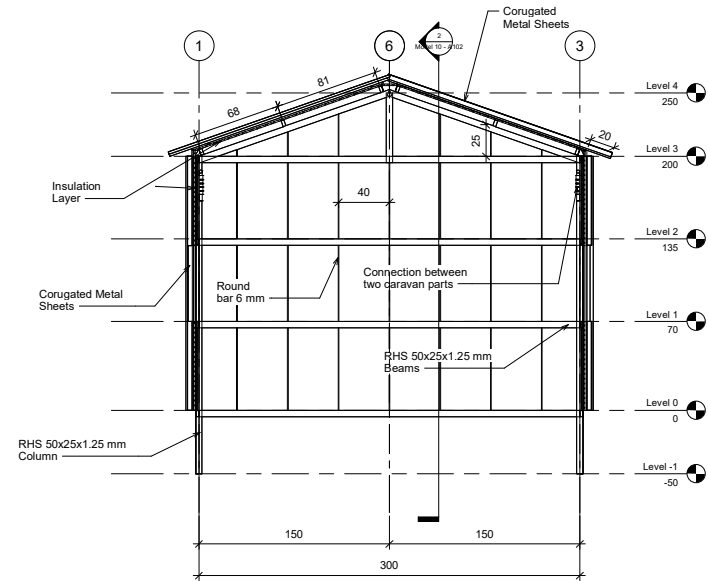 Corugated
Metal Sheets
1
6
2
Model 10 - A102
3
Level 4
250
81
68
20
25
Level 3
200
Insulation
Layer
40
Level 2
135
Corugated Metal
Sheets
Round
bar 6 mm
Connection between
two caravan parts
Level 1
70
RHS 50x25x1.25 mm
Beams
Level 0
0
RHS 50x25x1.25 mm
Column
Level -1
-50
150
150
300